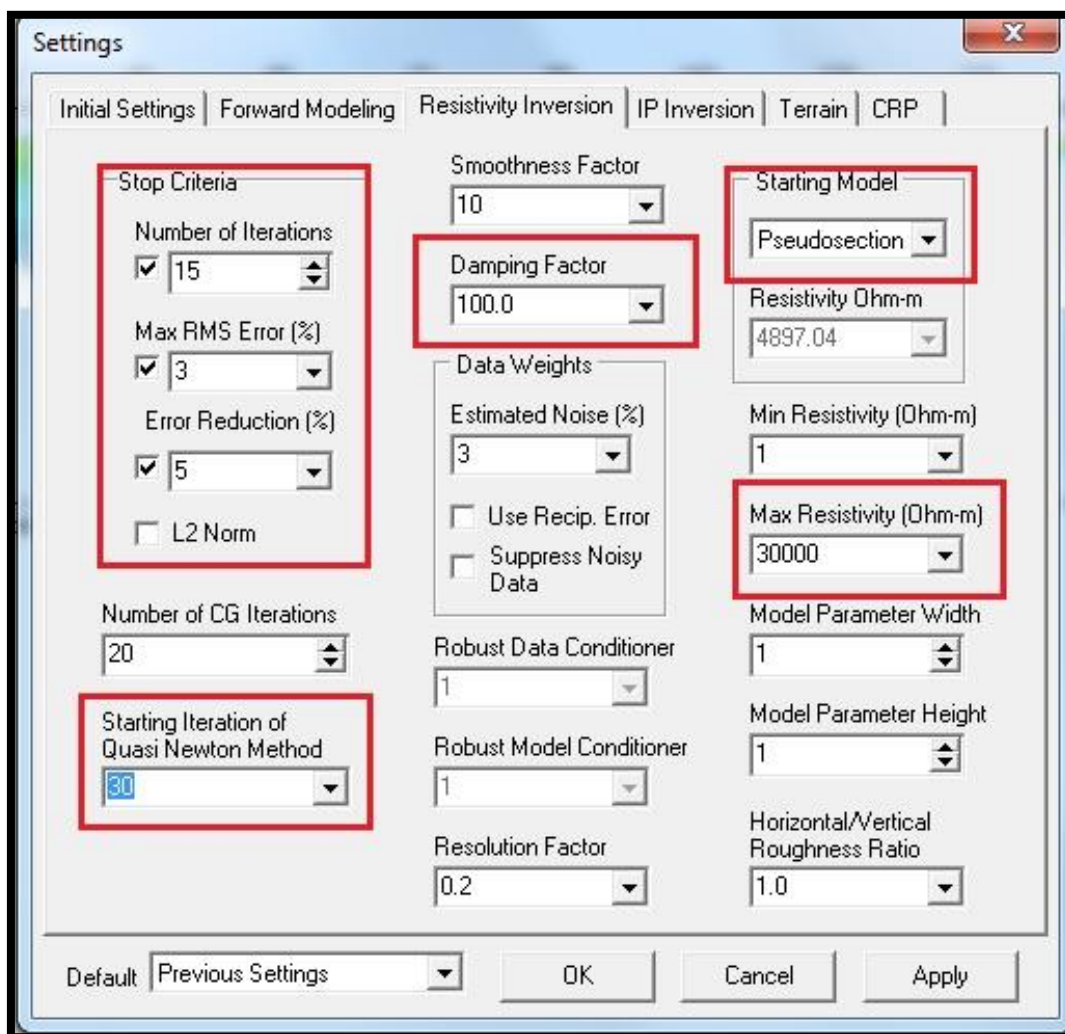 Settings
X
Initial Settings
Forward Modeling
Resistivity Inversion
IP Inversion
Terrain
CRP
Stop Criteria
Number of Iterations
15
Max RMS Error (%)
3
Error Reduction (%)
5
L2 Norm
Number of CG Iterations
20
Starting Iteration of
Quasi Newton Method
30
Smoothness Factor
10
Damping Factor
100.0
Data Weights
Estimated Noise (%)
3
Use Recip. Error
Suppress Noisy
Data
Robust Data Conditioner
1
Robust Model Conditioner
1
Resolution Factor
0.2
Starting Model
Pseudosection
Resistivity Ohm-m
4897.04
Min Resistivity (Ohm-m)
1
Max Resistivity (Ohm-m)
30000
Model Parameter Width
1
Model Parameter Height
1
Horizontal/Vertical
Roughness Ratio
1.0
Default
Previous Settings
OK
Cancel
Apply